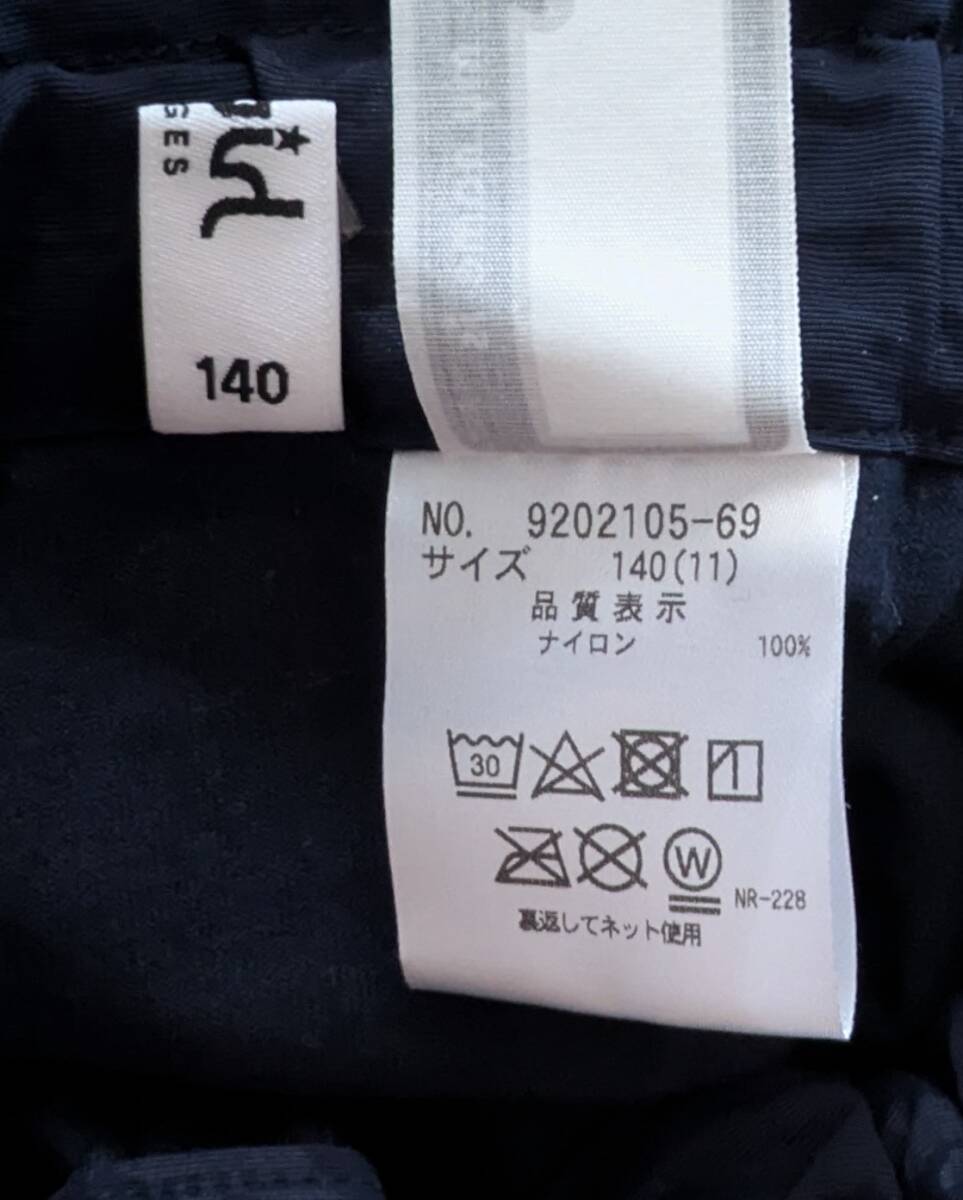 GES
140
NO. 9202105-69
サイズ 140(11)
品質表示
ナイロン 100%
30
W
NR-228
裏返してネット使用